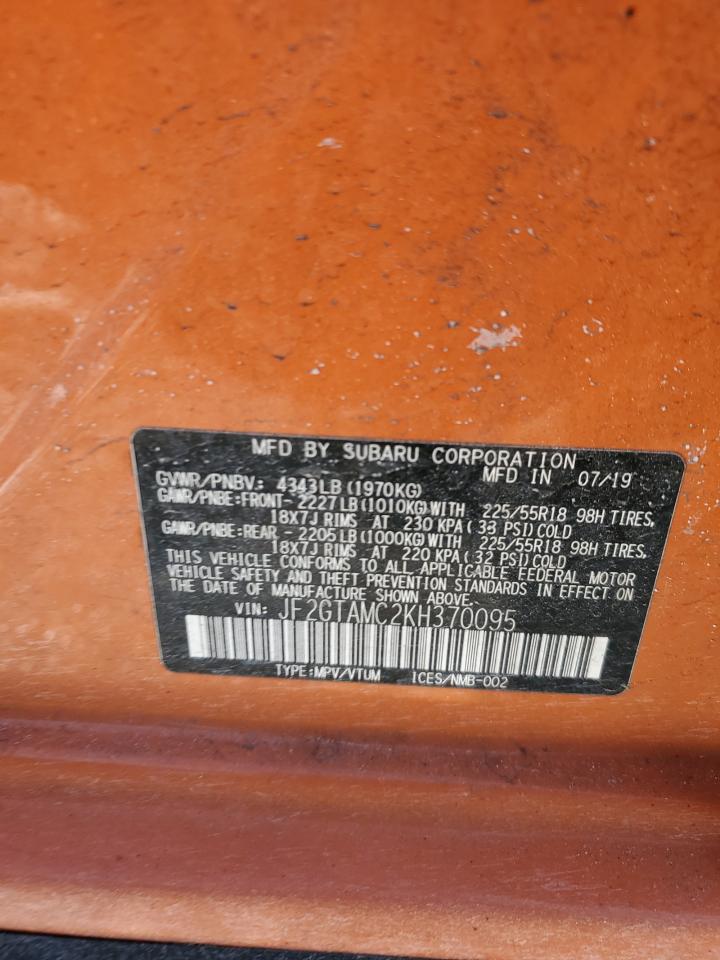 MFD BY SUBARU CORPORATION
GVWR/PNBV: 4343LB (1970KG) MFD IN 07/19
GAWR/PNBE:FRONT- 2227LB (1010KG) WITH 225/55R18 98H TIRES,
18X7J RIMS AT 230 KPA ( 33 PSI) COLD
GAWR/PNBE:REAR - 2205LB (1000KG) WITH 225/55R18 98H TIRES,
18X7J RIMS AT 220 KPA ( 32 PSI) COLD
THIS VEHICLE CONFORMS TO ALL APPLICABLE FEDERAL MOTOR
VEHICLE SAFETY AND THEFT PREVENTION STANDARDS IN EFFECT ON
THE DATE OF MANUFACTURE SHOWN ABOVE.
VIN: JF2GTAMC2KH370095
TYPE:MPV/VTUM ICES/NMB-002